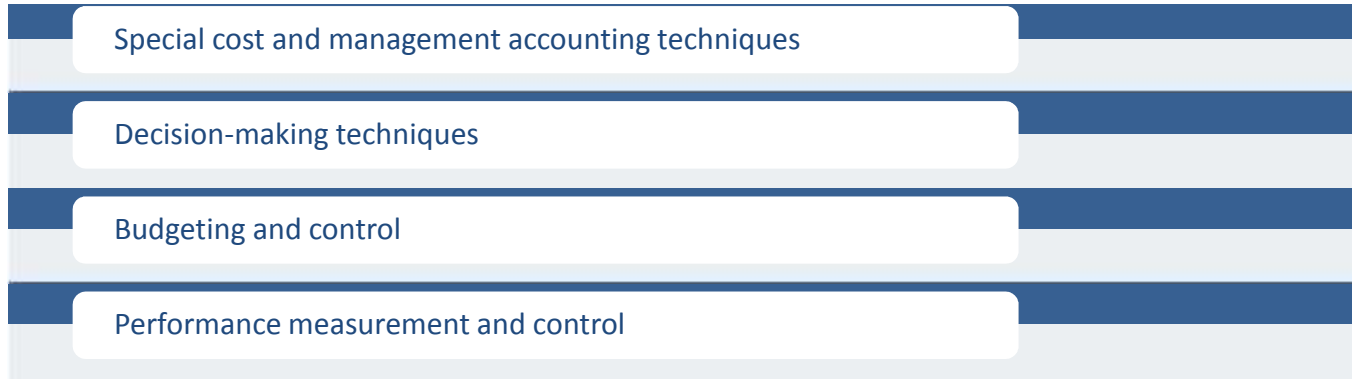 Special cost and management accounting techniques
Decision-making techniques
Budgeting and control
Performance measurement and control